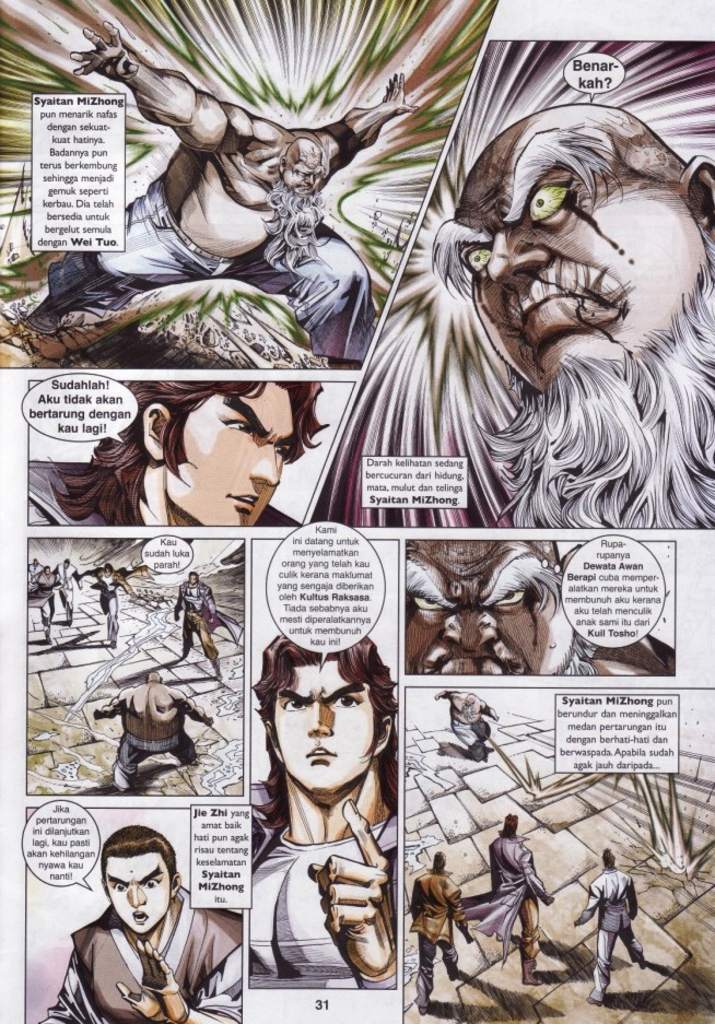 Syaitan MiZhong
pun menarik nafas
dengan sekuat-
kuat hatinya.
Badannya pun
terus berkembung
sehingga menjadi
gemuk seperti
kerbau. Dia telah
bersedia untuk
bergelut semula
dengan Wei Tuo.
Benar-
kah?
Sudahlah!
Aku tidak akan
bertarung dengan
kau lagi!
Darah kelihatan sedang
bercucuran dari hidung,
mata, mulut dan telinga
Syaitan MiZhong.
Kau
sudah luka
parah!
Kami
ini datang untuk
menyelamatkan
orang yang telah kau
culik kerana maklumat
yang sengaja diberikan
oleh Kultus Raksasa.
Tiada sebabnya aku
mesti diperalatkannya
untuk membunuh
kau ini!
Rupa-
rupanya
Dewata Awan
Berapi cuba memper-
alatkan Wei Tuo untuk
membunuh aku kerana
aku telah menculik
anak sami itu dari
Kuil Tosho!
Syaitan MiZhong pun
berundur dan meninggalkan
medan pertarungan itu
dengan berhati-hati dan
berwaspada. Apabila sudah
agak jauh daripada...
Jika
pertarungan
ini dilanjutkan
lagi, kau pasti
akan kehilangan
nyawa kau
nanti!
Jie Zhi yang
amat baik
hati pun agak
risau tentang
keselamatan
Syaitan
MiZhong
itu.
31